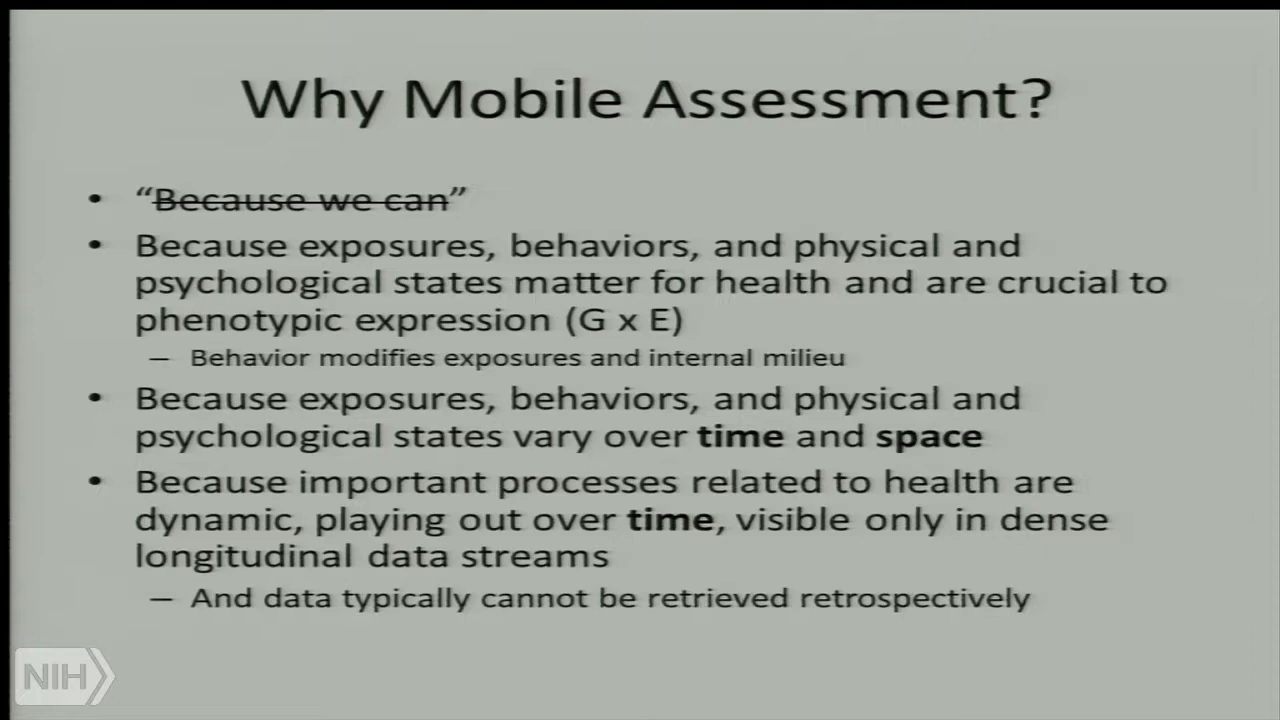 Why Mobile Assessment?
• “Because we can”
• Because exposures, behaviors, and physical and
psychological states matter for health and are crucial to
phenotypic expression (G x E)
– Behavior modifies exposures and internal milieu
• Because exposures, behaviors, and physical and
psychological states vary over time and space
• Because important processes related to health are
dynamic, playing out over time, visible only in dense
longitudinal data streams
– And data typically cannot be retrieved retrospectively
NIH